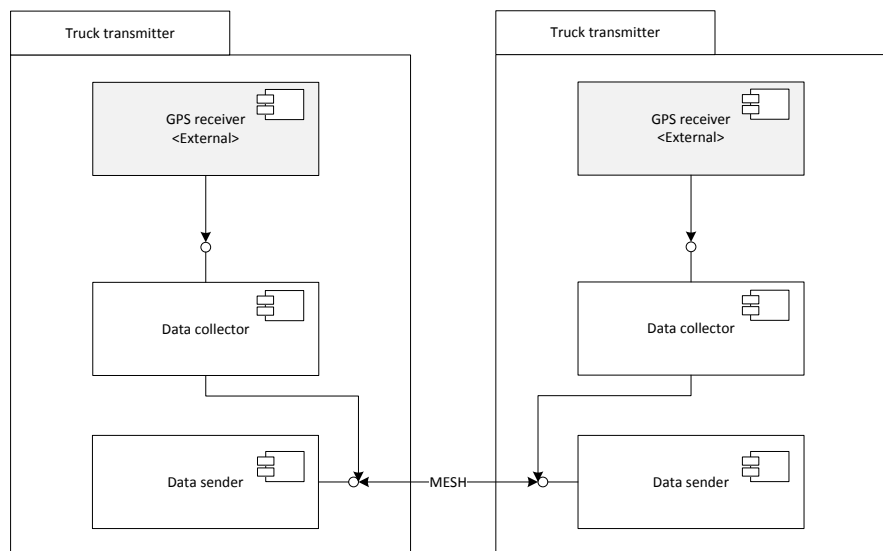 Truck transmitter
Truck transmitter
GPS receiver
<External>
GPS receiver
<External>
Data collector
Data collector
Data sender
MESH
Data sender